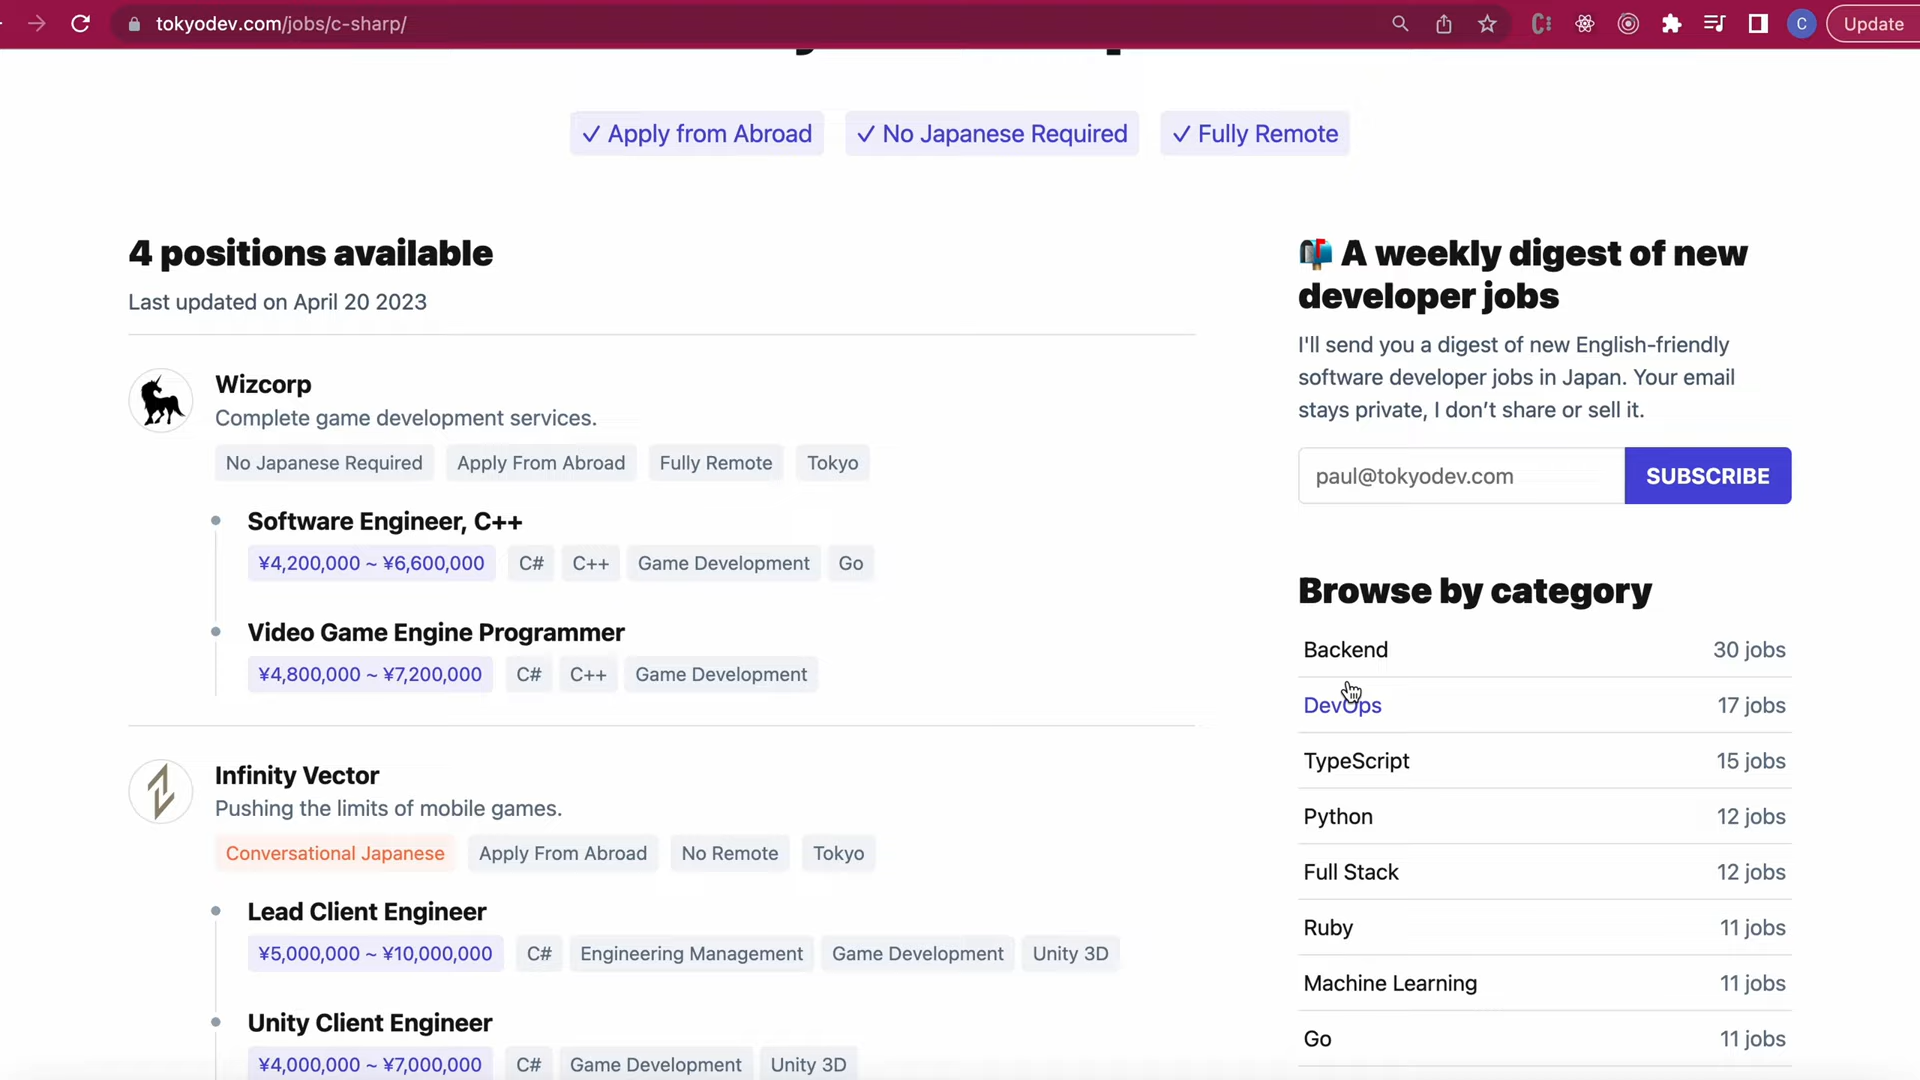 tokyodev.com/jobs/c-sharp/
C
Update
✓ Apply from Abroad
✓ No Japanese Required
✓ Fully Remote
4 positions available
Last updated on April 20 2023
Wizcorp
Complete game development services.
No Japanese Required Apply From Abroad Fully Remote Tokyo
Software Engineer, C++
¥4,200,000 ~ ¥6,600,000 C# C++ Game Development Go
Video Game Engine Programmer
¥4,800,000 ~ ¥7,200,000 C# C++ Game Development
Infinity Vector
Pushing the limits of mobile games.
Conversational Japanese Apply From Abroad No Remote Tokyo
Lead Client Engineer
¥5,000,000 ~ ¥10,000,000 C# Engineering Management Game Development Unity 3D
Unity Client Engineer
¥4,000,000 ~ ¥7,000,000 C# Game Development Unity 3D
A weekly digest of new
developer jobs
I'll send you a digest of new English-friendly
software developer jobs in Japan. Your email
stays private, I don’t share or sell it.
paul@tokyodev.com SUBSCRIBE
Browse by category
Backend 30 jobs
DevOps 17 jobs
TypeScript 15 jobs
Python 12 jobs
Full Stack 12 jobs
Ruby 11 jobs
Machine Learning 11 jobs
Go 11 jobs